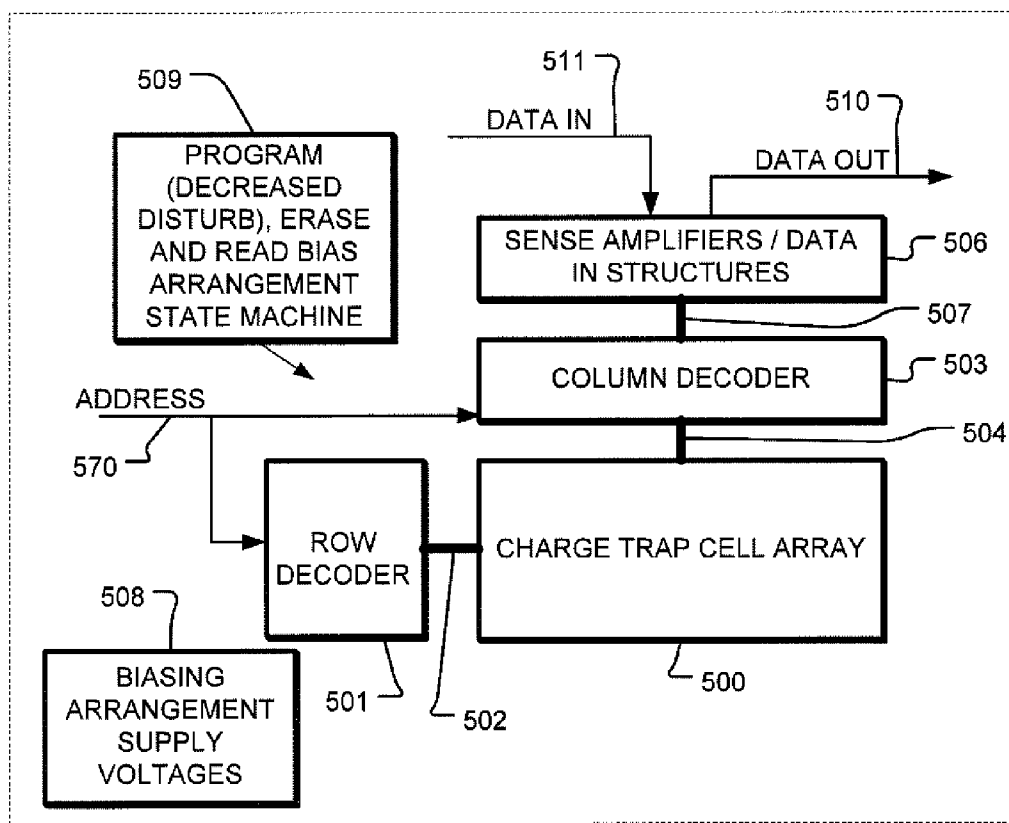 509
PROGRAM
(DECREASED
DISTURB), ERASE
AND READ BIAS
ARRANGEMENT
STATE MACHINE
511
DATA IN
510
DATA OUT
SENSE AMPLIFIERS / DATA
IN STRUCTURES
506
507
COLUMN DECODER
503
504
ADDRESS
570
ROW
DECODER
501
502
CHARGE TRAP CELL ARRAY
500
508
BIASING
ARRANGEMENT
SUPPLY
VOLTAGES